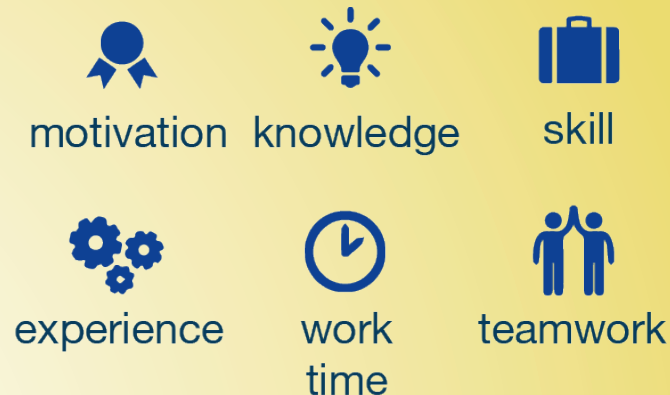 motivation knowledge skill
experience work teamwork
time